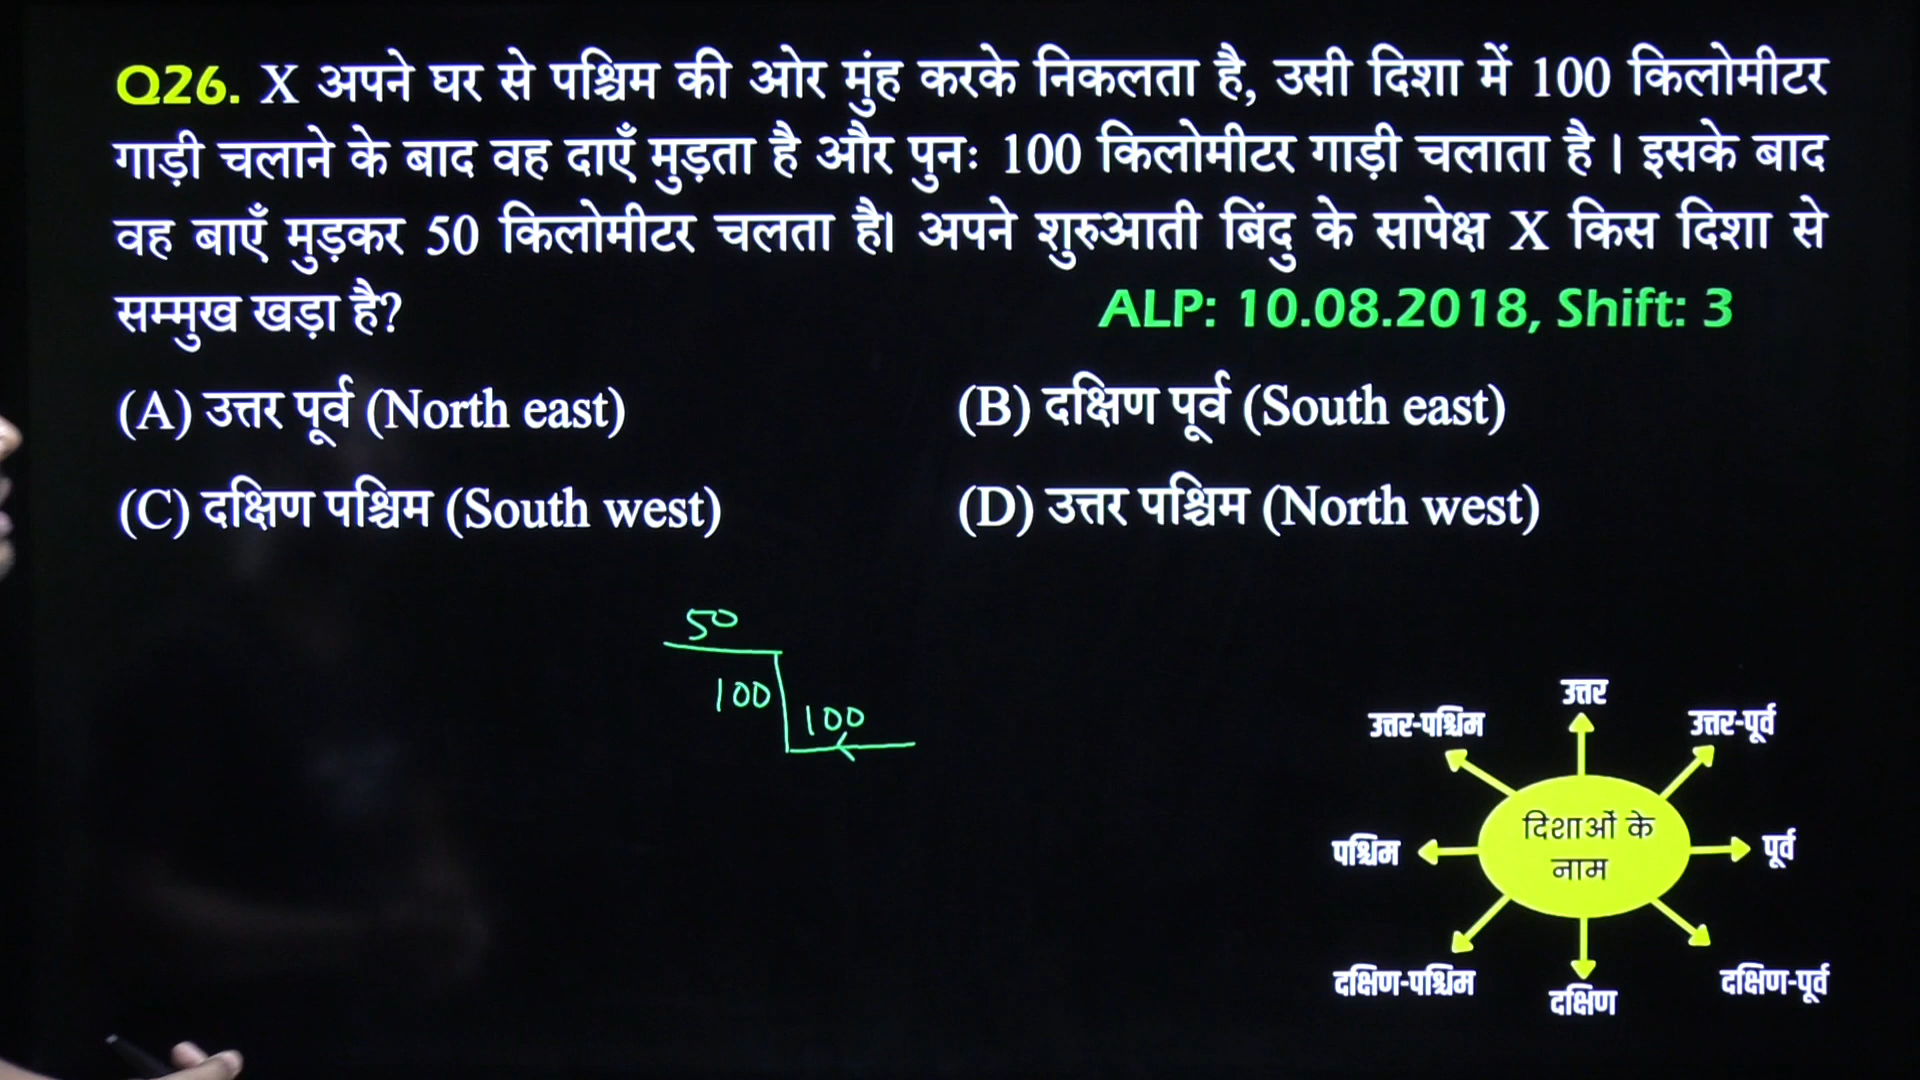 Q26. X अपने घर से पश्चिम की ओर मुंह करके निकलता है, उसी दिशा में 100 किलोमीटर
गाड़ी चलाने के बाद वह दाएँ मुड़ता है और पुनः 100 किलोमीटर गाड़ी चलाता है। इसके बाद
वह बाएँ मुड़कर 50 किलोमीटर चलता है। अपने शुरुआती बिंदु के सापेक्ष X किस दिशा से
सम्मुख खड़ा है?
ALP: 10.08.2018, Shift: 3
(A) उत्तर पूर्व (North east)
(B) दक्षिण पूर्व (South east)
(C) दक्षिण पश्चिम (South west)
(D) उत्तर पश्चिम (North west)
50
100
100
उत्तर
उत्तर-पश्चिम
उत्तर-पूर्व
दिशाओं के
नाम
पश्चिम
पूर्व
दक्षिण-पश्चिम
दक्षिण
दक्षिण-पूर्व